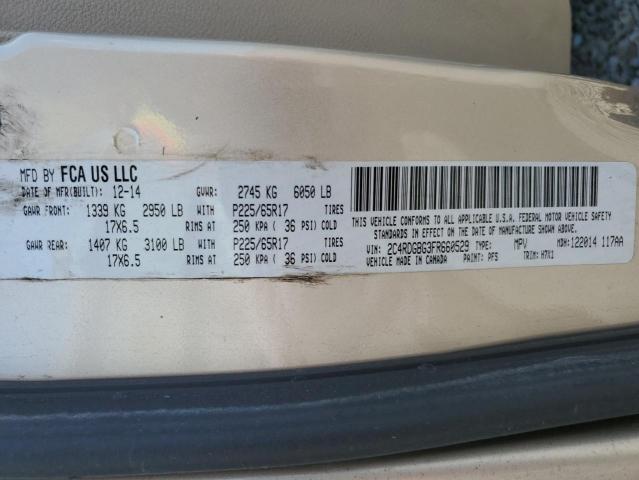 MFD BY FCA US LLC
DATE OF MFR(BUILT): 12-14 GVWR: 2745 KG 6050 LB
GAWR FRONT: 1339 KG 2950 LB WITH P225/65R17 TIRES
17X6.5 RIMS AT 250 KPA ( 36 PSI) COLD
GAWR REAR: 1407 KG 3100 LB WITH P225/65R17 TIRES
17X6.5 RIMS AT 250 KPA ( 36 PSI) COLD
THIS VEHICLE CONFORMS TO ALL APPLICABLE U.S.A. FEDERAL MOTOR VEHICLE SAFETY
STANDARDS IN EFFECT ON THE DATE OF MANUFACTURE SHOWN ABOVE.
VIN: 2C4RDGBG3FR660529 TYPE: MPV MDH: 122014 117AA
VEHICLE MADE IN CANADA PAINT: PFS TRIM: H7X1